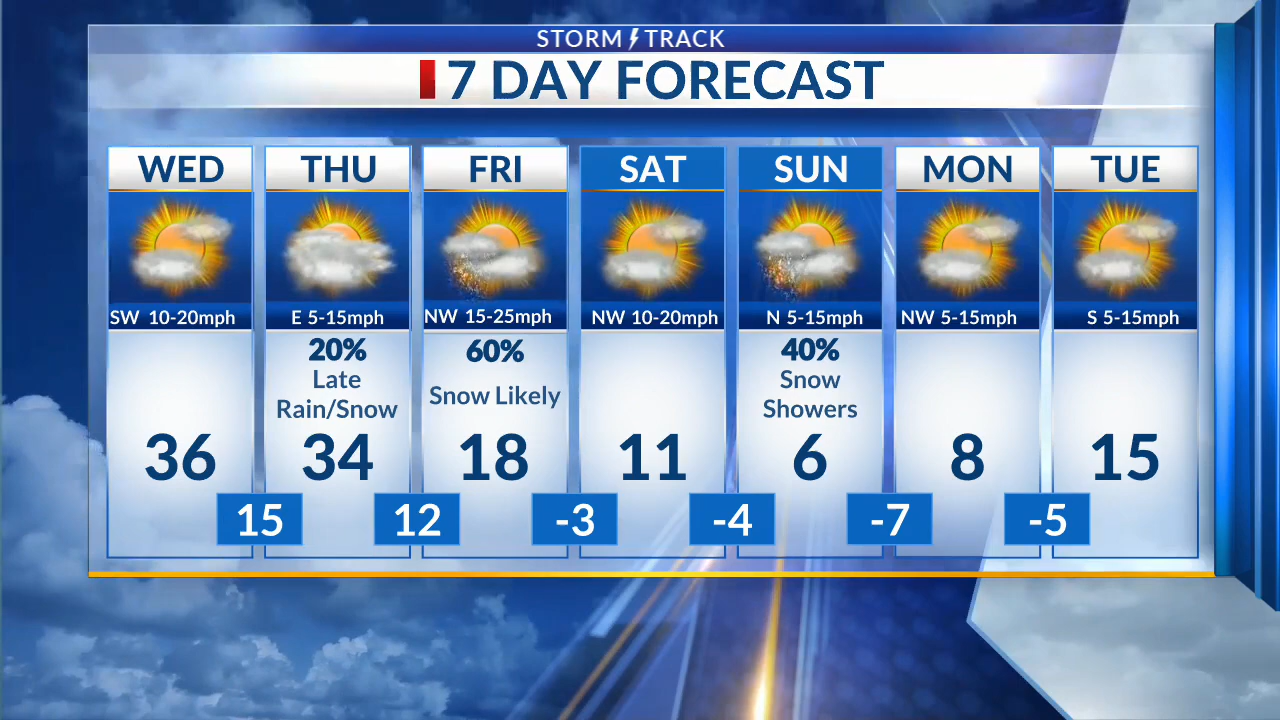 STORM TRACK
7 DAY FORECAST
WED THU FRI SAT SUN MON TUE
SW 10-20mph E 5-15mph NW 15-25mph NW 10-20mph N 5-15mph NW 5-15mph S 5-15mph
20% 60% 40%
Late Snow
Snow Likely
Rain/Snow Showers
36 34 18 11 6 8 15
15 12 -3 -4 -7 -5